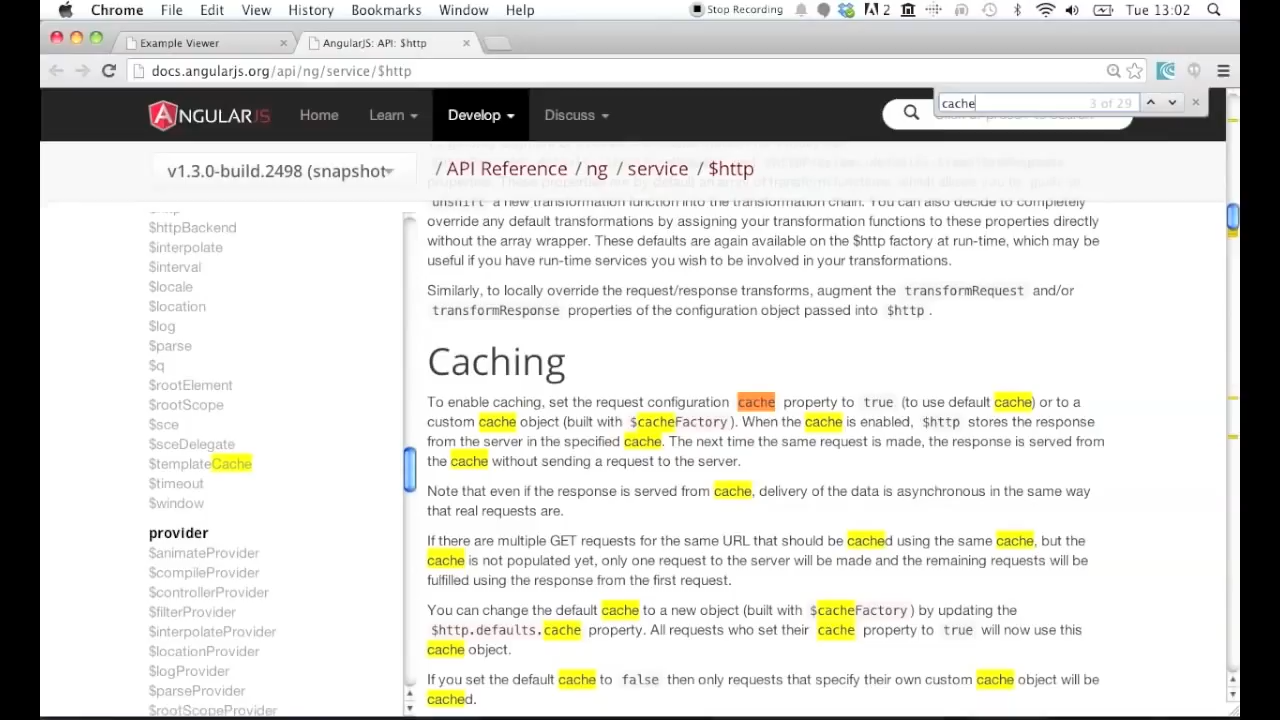 Chrome File Edit View History Bookmarks Window Help Stop Recording 2 Tue 13:02
Example Viewer AngularJS: API: $http
docs.angularjs.org/api/ng/service/$http
cache 3 of 29
ANGULARJS Home Learn Develop Discuss
v1.3.0-build.2498 (snapshot
/ API Reference / ng / service / $http
$httpBackend
$interpolate
$interval
$locale
$location
$log
$parse
$q
$rootElement
$rootScope
$sce
$sceDelegate
$templateCache
$timeout
$window
provider
$animateProvider
$compileProvider
$controllerProvider
$filterProvider
$interpolateProvider
$locationProvider
$logProvider
$parseProvider
$rootScopeProvider
unshift a new transformation function into the transformation chain. You can also decide to completely
override any default transformations by assigning your transformation functions to these properties directly
without the array wrapper. These defaults are again available on the $http factory at run-time, which may be
useful if you have run-time services you wish to be involved in your transformations.
Similarly, to locally override the request/response transforms, augment the transformRequest and/or
transformResponse properties of the configuration object passed into $http .
Caching
To enable caching, set the request configuration cache property to true (to use default cache) or to a
custom cache object (built with $cacheFactory ). When the cache is enabled, $http stores the response
from the server in the specified cache. The next time the same request is made, the response is served from
the cache without sending a request to the server.
Note that even if the response is served from cache, delivery of the data is asynchronous in the same way
that real requests are.
If there are multiple GET requests for the same URL that should be cached using the same cache, but the
cache is not populated yet, only one request to the server will be made and the remaining requests will be
fulfilled using the response from the first request.
You can change the default cache to a new object (built with $cacheFactory ) by updating the
$http.defaults.cache property. All requests who set their cache property to true will now use this
cache object.
If you set the default cache to false then only requests that specify their own custom cache object will be
cached.